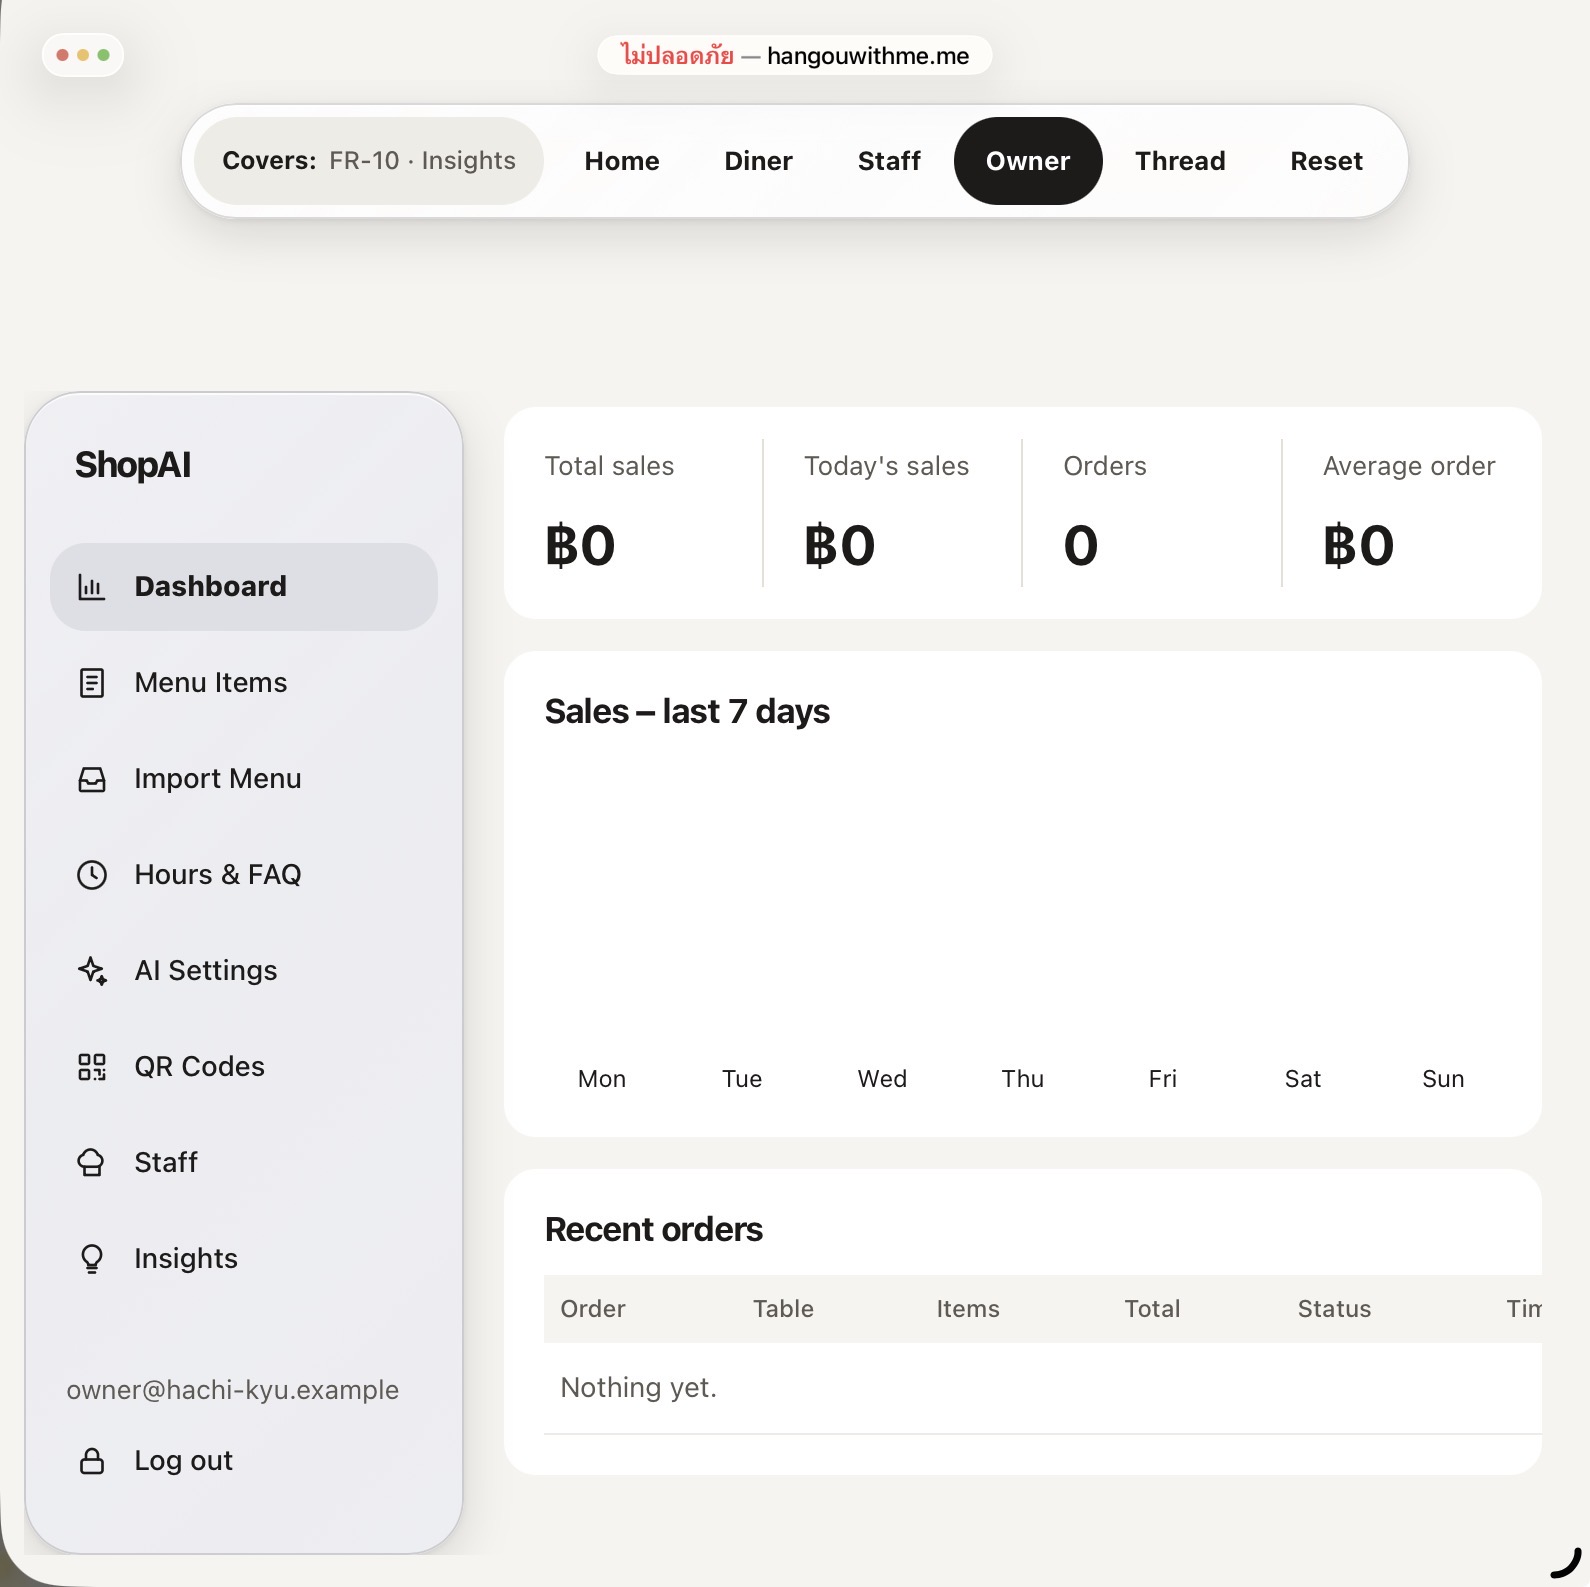 ไม่ปลอดภัย — hangouwithme.me
Covers: FR-10 · Insights Home Diner Staff Owner Thread Reset
ShopAI
Dashboard
Menu Items
Import Menu
Hours & FAQ
AI Settings
QR Codes
Staff
Insights
owner@hachi-kyu.example
Log out
Total sales Today's sales Orders Average order
฿0 ฿0 0 ฿0
Sales – last 7 days
Mon Tue Wed Thu Fri Sat Sun
Recent orders
Order Table Items Total Status Tim
Nothing yet.